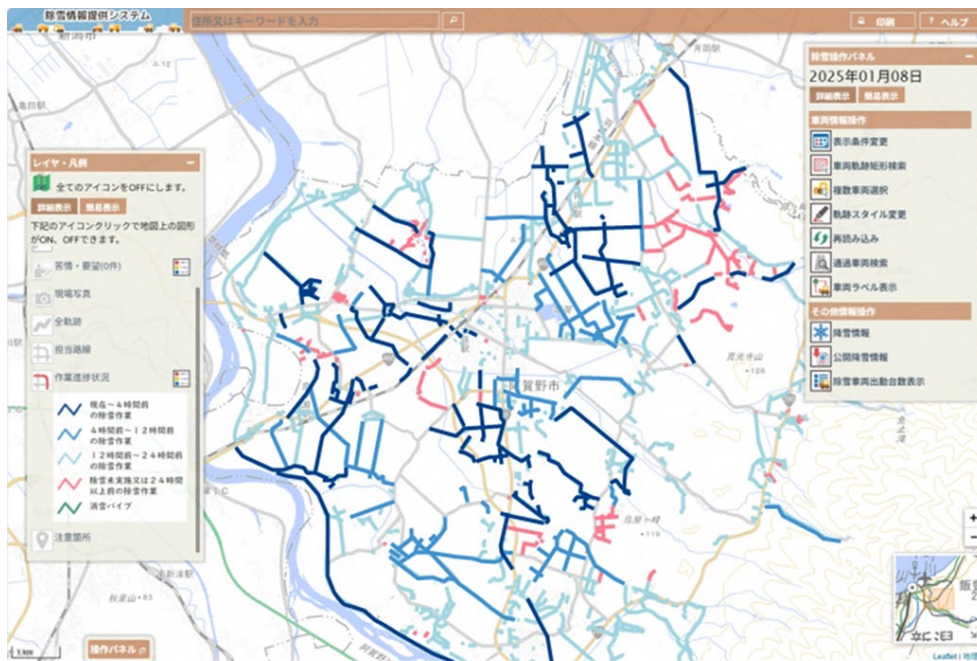 除雪情報提供システム
住所又はキーワードを入力
印刷
? ヘルプ
新潟市
月岡駅
除雪操作パネル
2025年01月08日
詳細表示
簡易表示
車両情報操作
表示条件変更
車両軌跡矩形検索
複数車両選択
軌跡スタイル変更
再読み込み
通過車両検索
車両ラベル表示
その他情報操作
降雪情報
公開降雪情報
除雪車両出動台数表示
レイヤ・凡例
全てのアイコンをOFFにします。
詳細表示
簡易表示
下記のアイコンクリックで地図上の図形
がON、OFFできます。
苦情・要望(0件)
現場写真
全軌跡
担当路線
作業進捗状況
現在~4時間前
の除雪作業
4時間前~12時間前
の除雪作業
12時間前~24時間前
の除雪作業
除雪未実施又は24時間
以上前の除雪作業
消雪パイプ
注意箇所
阿賀野市
真光寺山
・126
・119
1 km
操作パネル
Leaflet